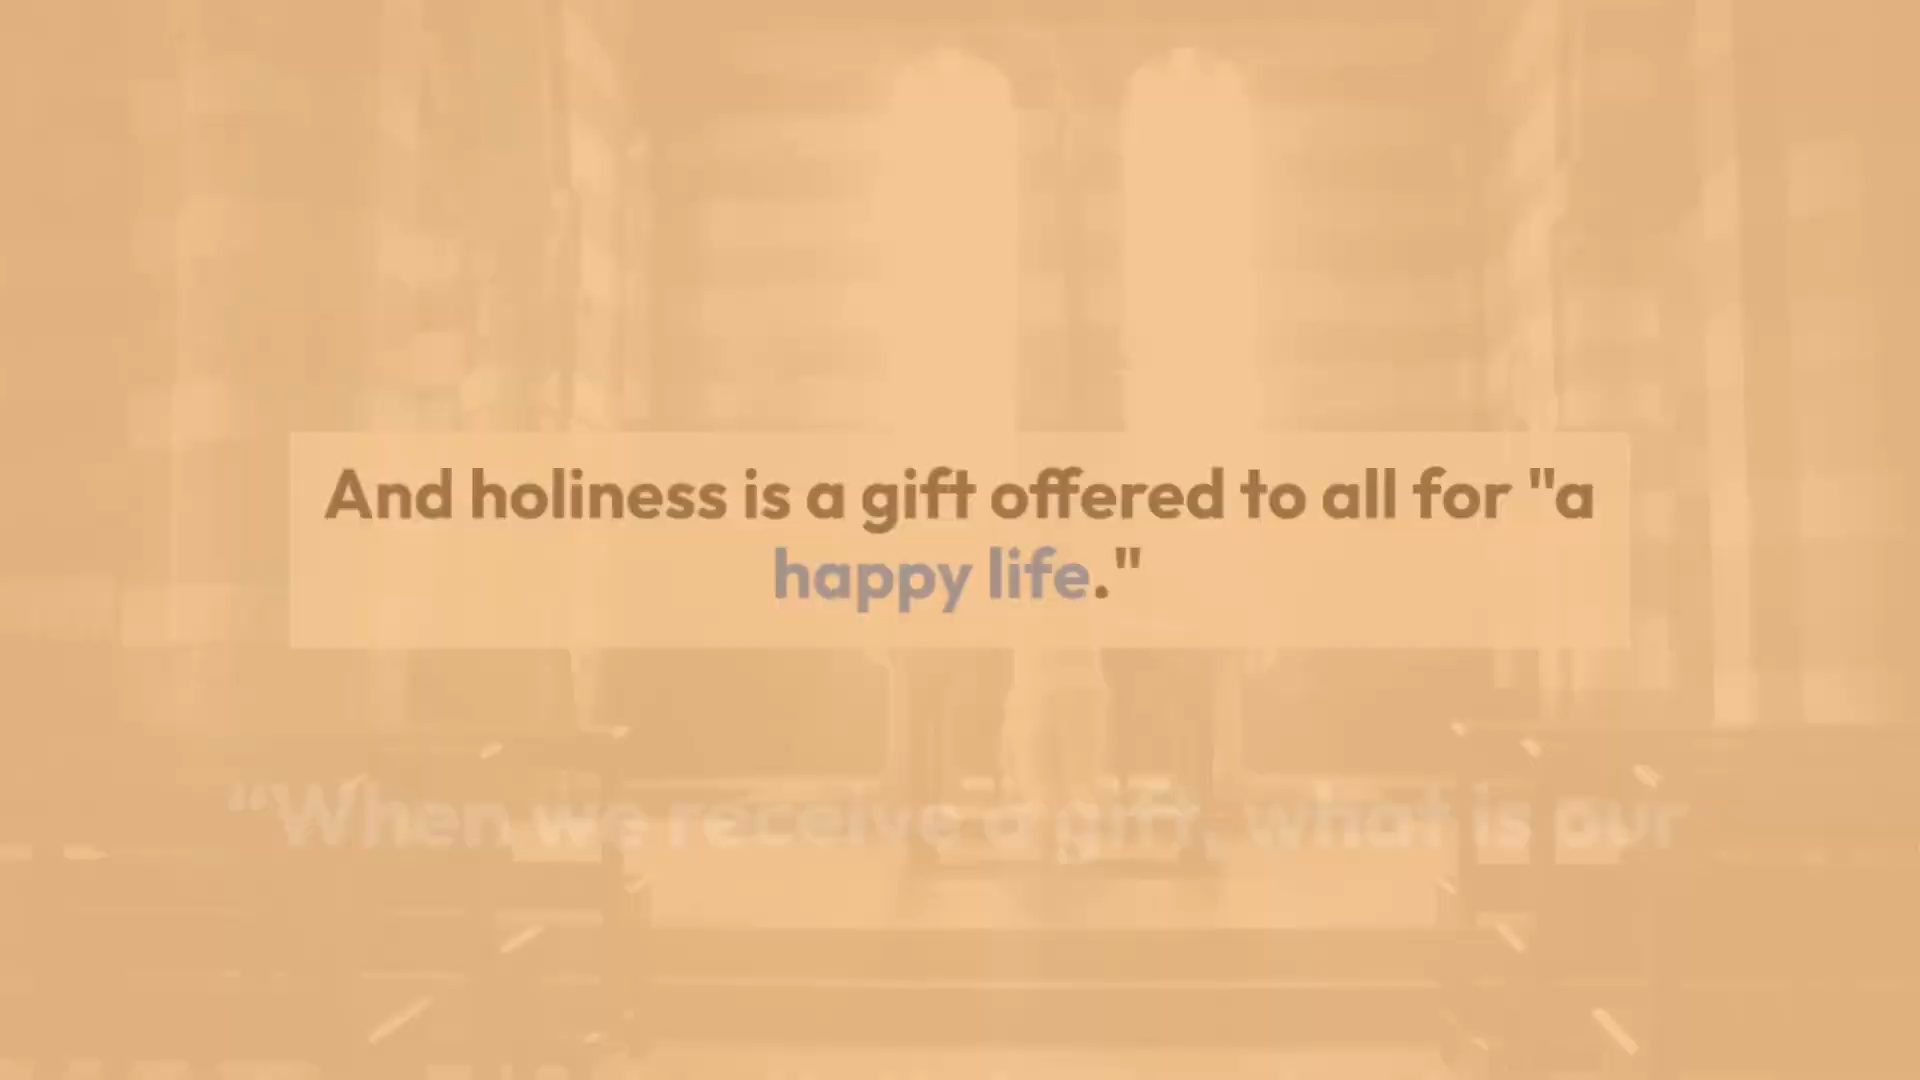 And holiness is a gift offered to all for "a
happy life."
“When we receive a gift, what is our